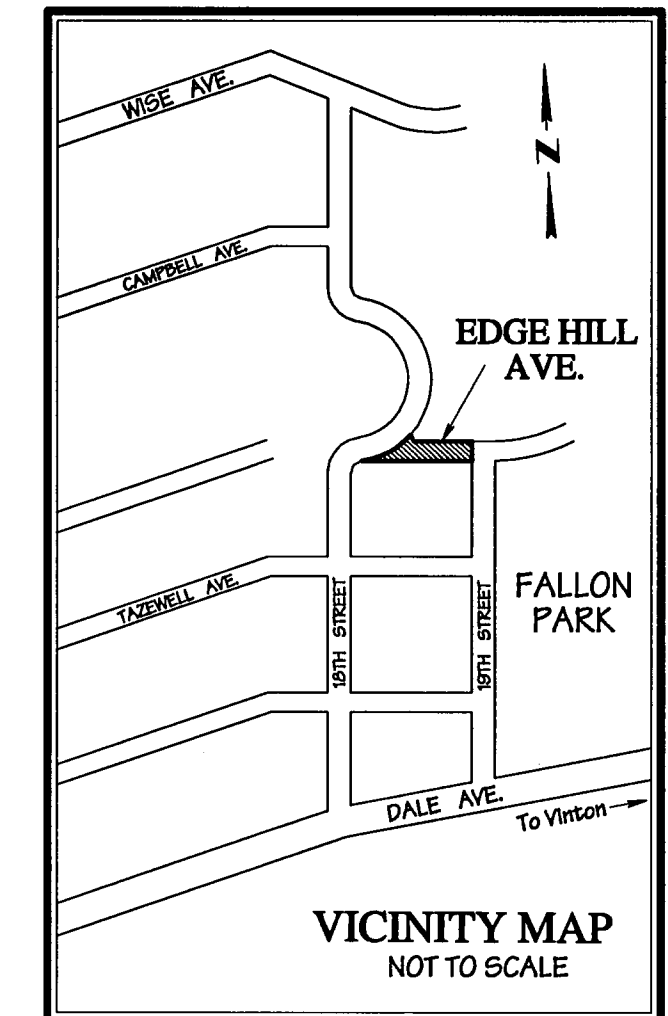 WISE AVE.
N
CAMPBELL AVE.
EDGE HILL
AVE.
TAZEWELL AVE.
18TH STREET
19TH STREET
FALLON
PARK
DALE AVE.
To Vinton
VICINITY MAP
NOT TO SCALE